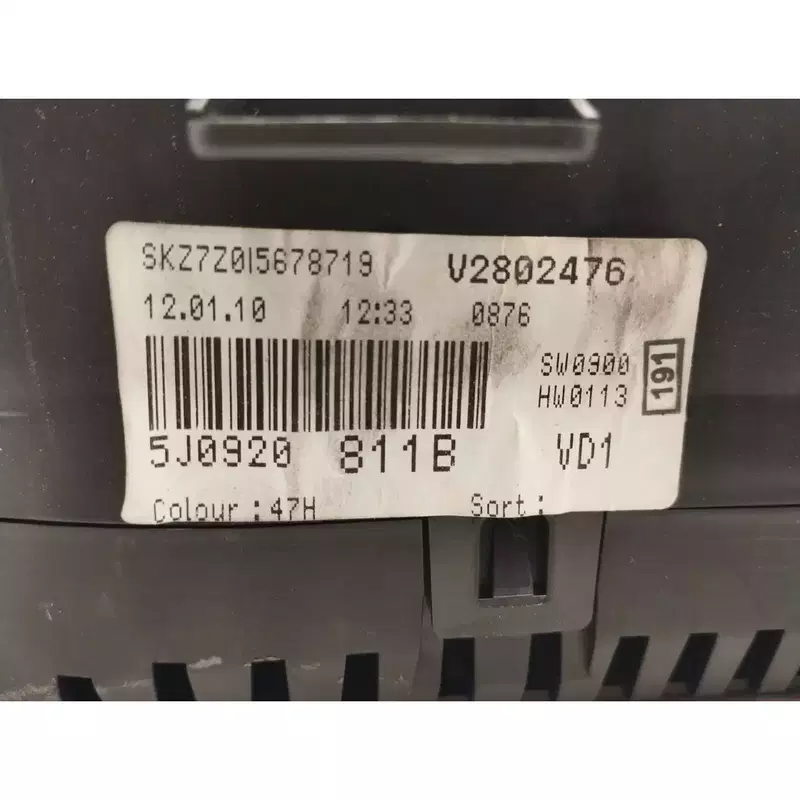 SKZ7Z0I5678719 V2802476
12.01.10 12:33 0876
SW0900
HW0113
191
5J0920 811B VD1
Colour : 47H Sort :